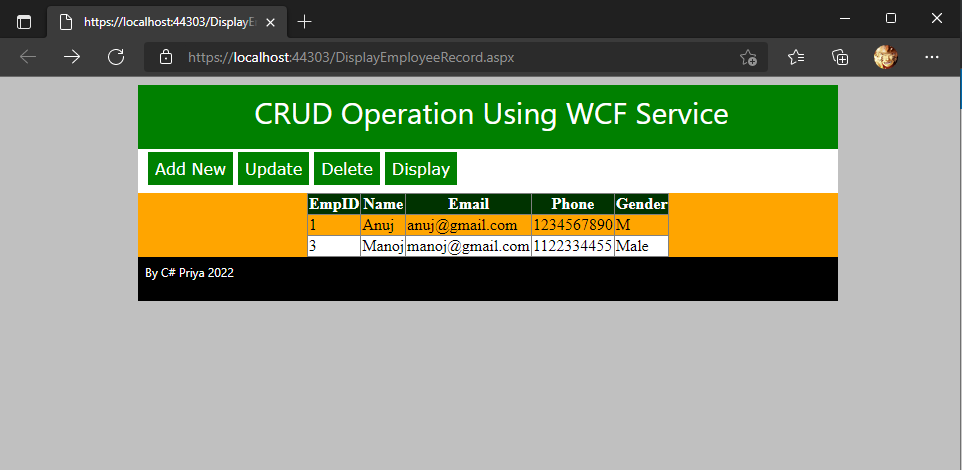 https://localhost:44303/DisplayE
https://localhost:44303/DisplayEmployeeRecord.aspx
CRUD Operation Using WCF Service
Add New Update Delete Display
EmpID Name Email Phone Gender
1 Anuj anuj@gmail.com 1234567890 M
3 Manoj manoj@gmail.com 1122334455 Male
By C# Priya 2022